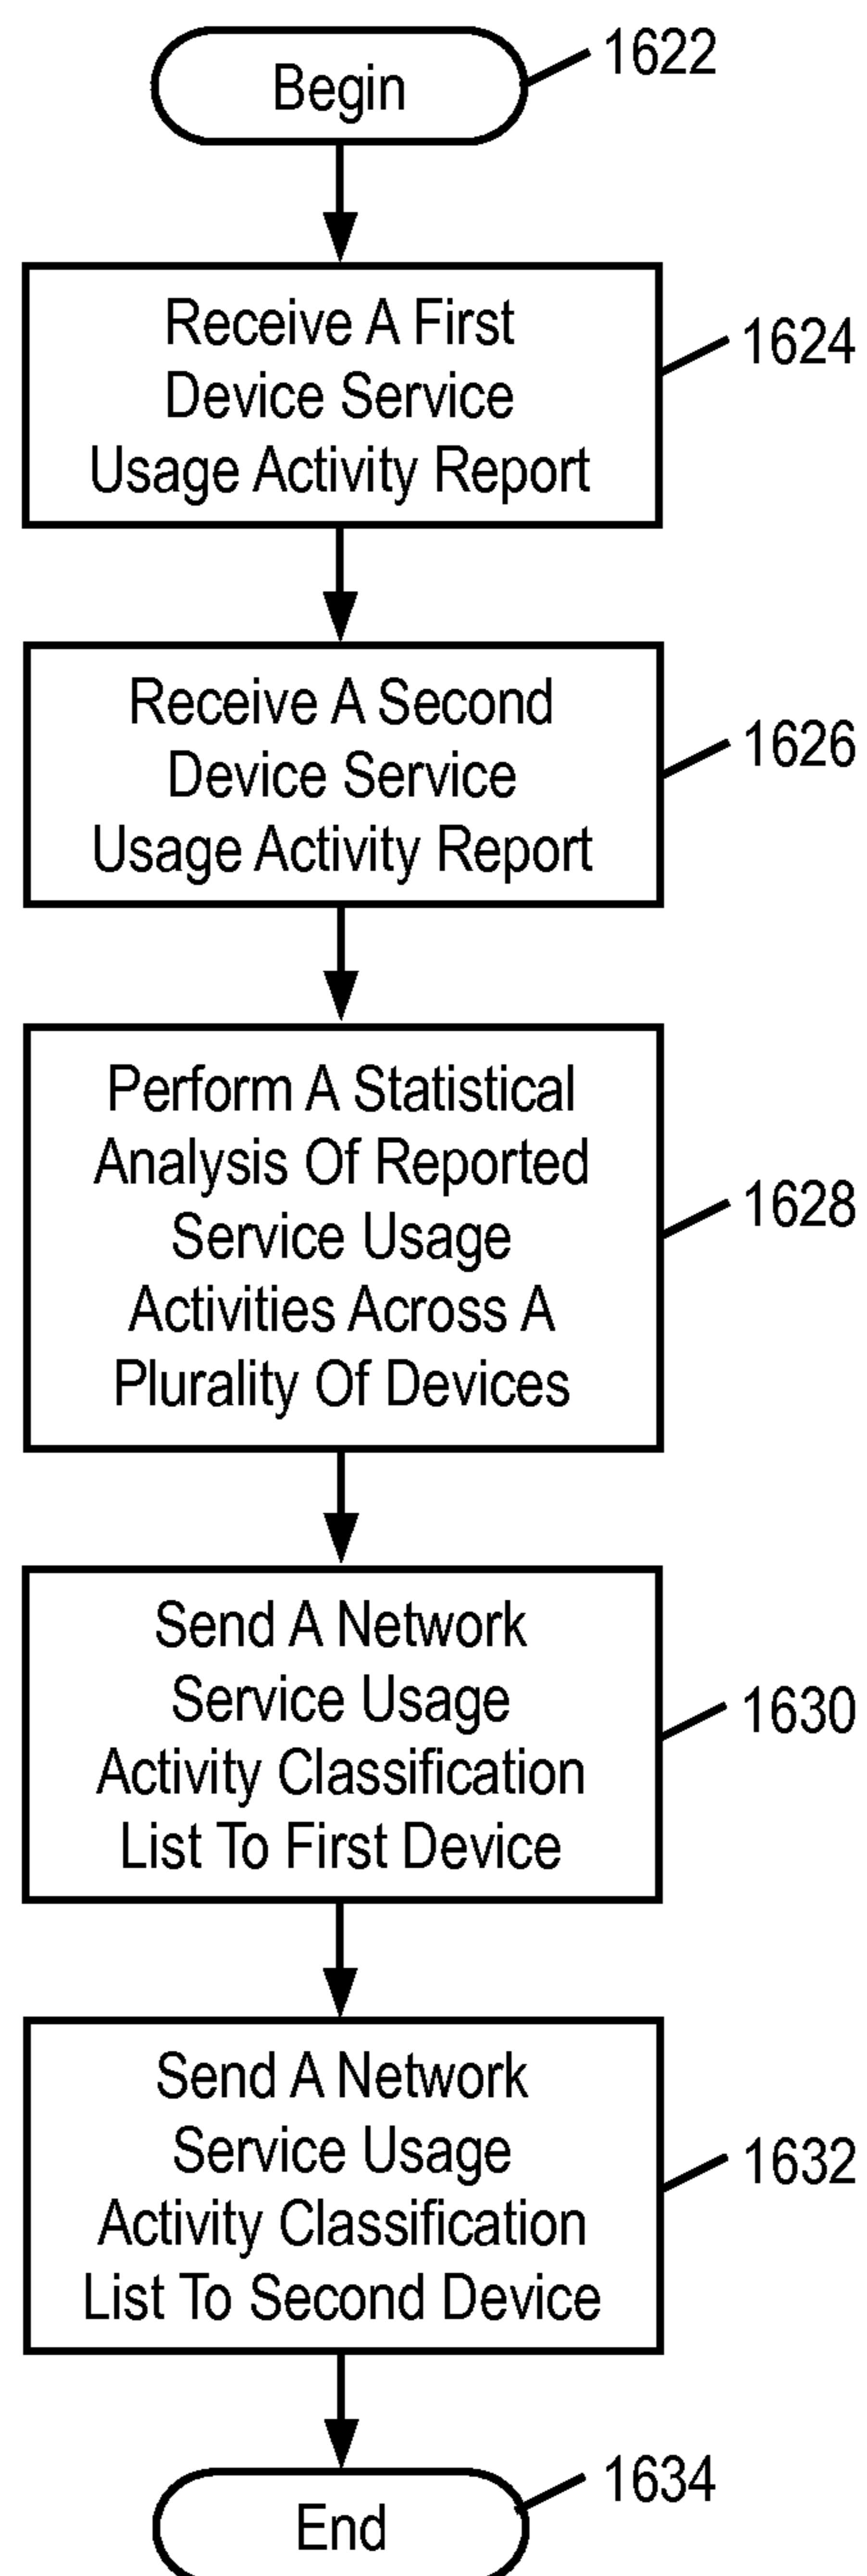 Begin
1622
Receive A First
Device Service
Usage Activity Report
1624
Receive A Second
Device Service
Usage Activity Report
1626
Perform A Statistical
Analysis Of Reported
Service Usage
Activities Across A
Plurality Of Devices
1628
Send A Network
Service Usage
Activity Classification
List To First Device
1630
Send A Network
Service Usage
Activity Classification
List To Second Device
1632
End
1634